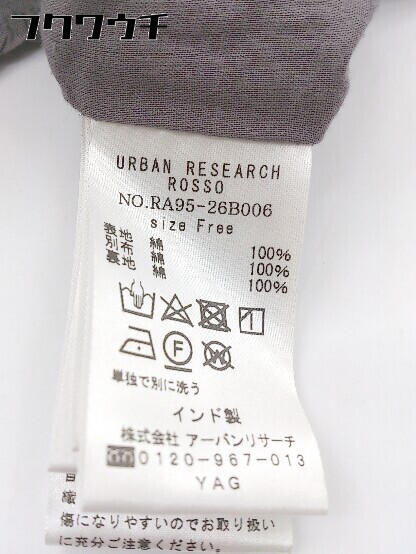 フクワウチ
URBAN RESEARCH
ROSSO
NO.RA95-26B006
size Free
表地 綿 100%
別布 綿 100%
裏地 綿 100%
F
W
単独で別に洗う
インド製
株式会社 アーバンリサーチ
0120-967-013
YAG
傷になりやすいのでお取り扱い
に充分ご注意ください。